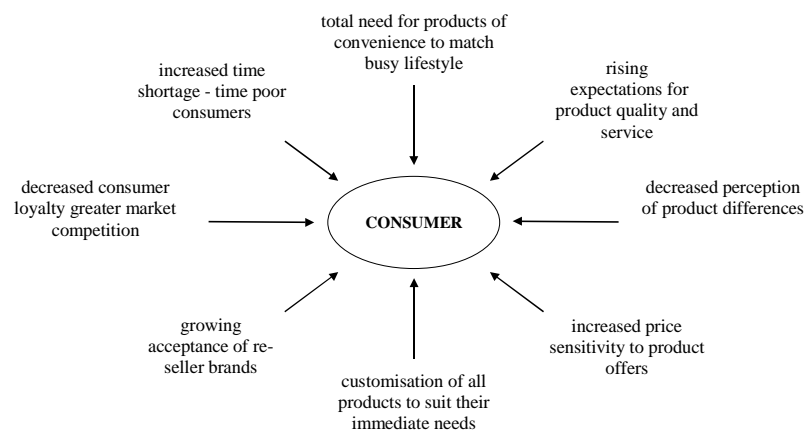 total need for products of
convenience to match
busy lifestyle
increased time
shortage - time poor
consumers
rising
expectations for
product quality and
service
decreased consumer
loyalty greater market
competition
CONSUMER
decreased perception
of product differences
growing
acceptance of re-
seller brands
customisation of all
products to suit their
immediate needs
increased price
sensitivity to product
offers